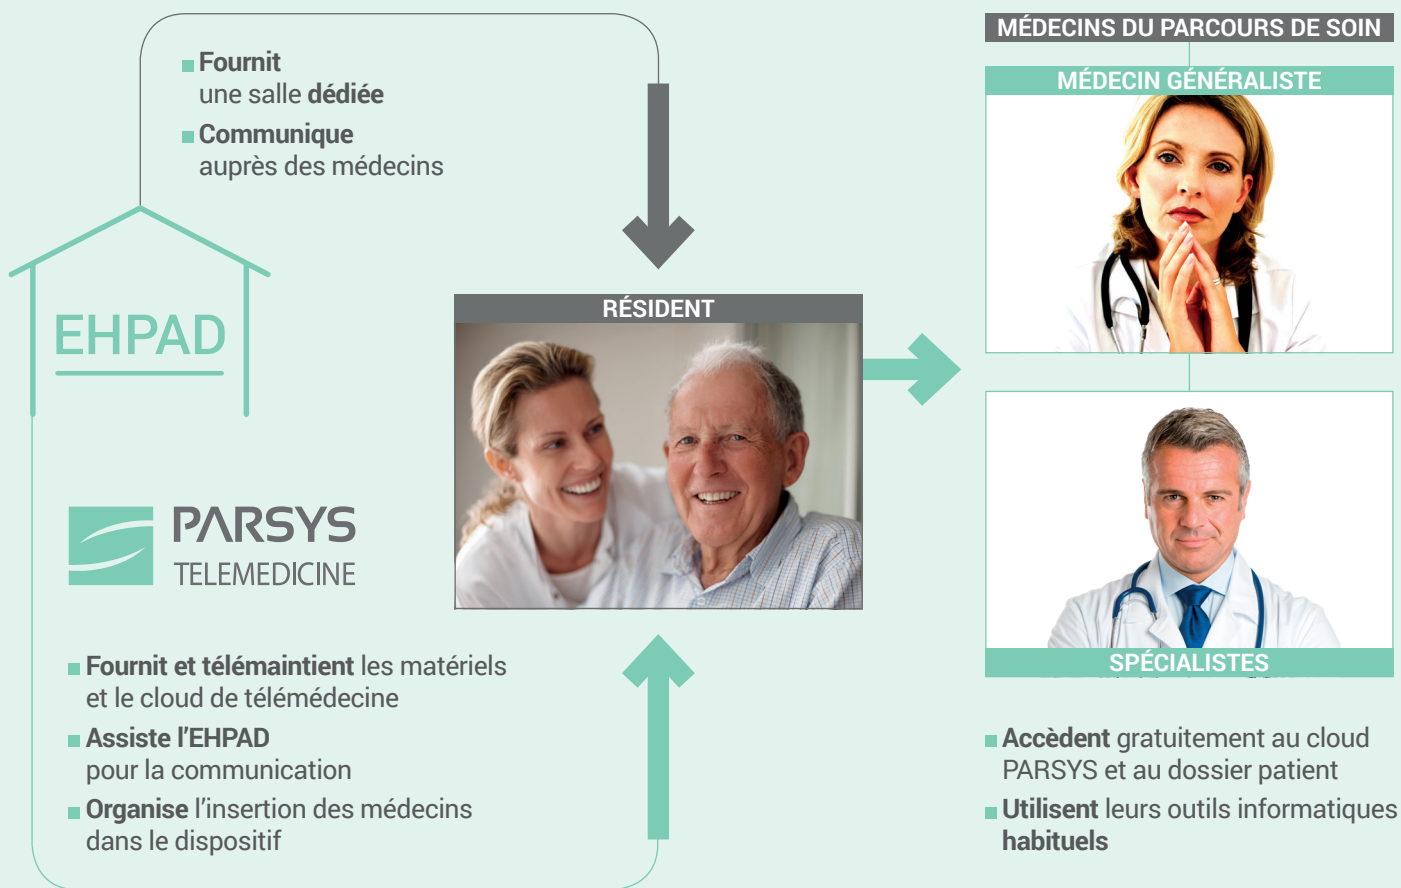 Fournit
une salle dédiée
Communique
auprès des médecins
EHPAD
PARSYS
TELEMEDICINE
Fournit et télémaintient les matériels
et le cloud de télémédecine
Assiste l’EHPAD
pour la communication
Organise l’insertion des médecins
dans le dispositif
RÉSIDENT
MÉDECINS DU PARCOURS DE SOIN
MÉDECIN GÉNÉRALISTE
SPÉCIALISTES
Accèdent gratuitement au cloud
PARSYS et au dossier patient
Utilisent leurs outils informatiques
habituels